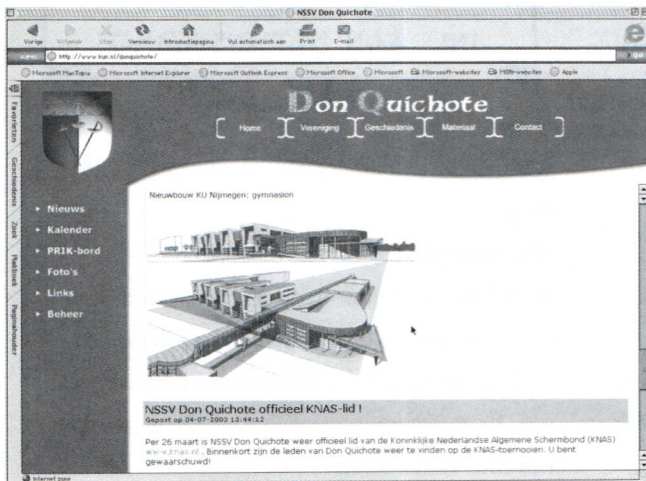 NSSV Don Quichote
Vorige Volgende Stop Vernieuw Introductiepagina Vul automatisch aan Print E-mail
http://www.kun.nl/donquichote/
Microsoft MacTopia Microsoft Internet Explorer Microsoft Outlook Express Microsoft Office Microsoft Microsoft-websites MSN-websites Apple
Favorieten
Geschiedenis
Zoek
Plakboek
Paginahouder
Don Quichote
Home Vereniging Geschiedenis Materiaal Contact
Nieuws
Kalender
PRIK-bord
Foto's
Links
Beheer
Nieuwbouw KU Nijmegen: gymnasion
NSSV Don Quichote officieel KNAS-lid !
Gepost op 04-07-2003 12:44:12
Per 26 maart is NSSV Don Quichote weer officieel lid van de Koninklijke Nederlandse Algemene Schermbond (KNAS)
www.knas.nl . Binnenkort zijn de leden van Don Quichote weer te vinden op de KNAS-toernooien. U bent
gewaarschuwd!
Internet zone